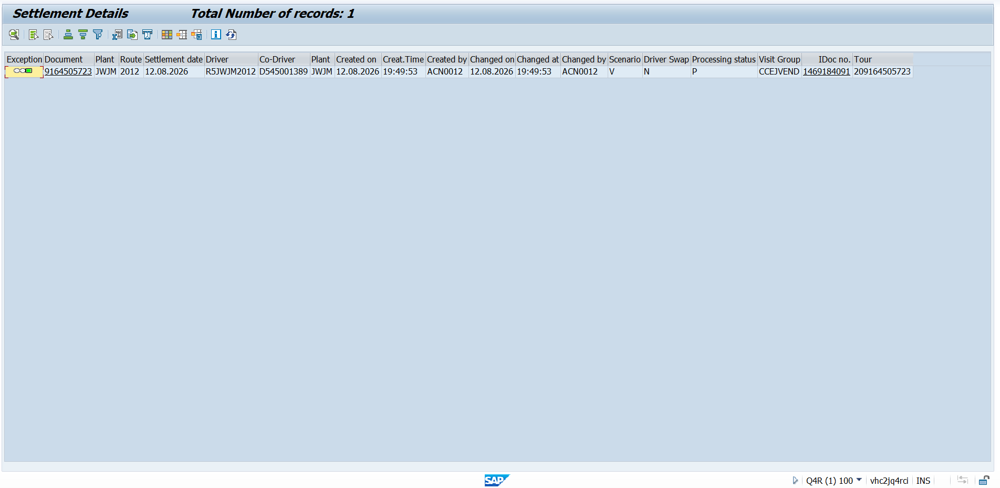 Settlement Details Total Number of records: 1
Exception Document Plant Route Settlement date Driver Co-Driver Plant Created on Creat.Time Created by Changed on Changed at Changed by Scenario Driver Swap Processing status Visit Group IDoc no. Tour
9164505723 JWJM 2012 12.08.2026 R5JWJM2012 D545001389 JWJM 12.08.2026 19:49:53 ACN0012 12.08.2026 19:49:53 ACN0012 V N P CCEJVEND 1469184091 209164505723
SAP Q4R (1) 100 vhc2jq4rci INS